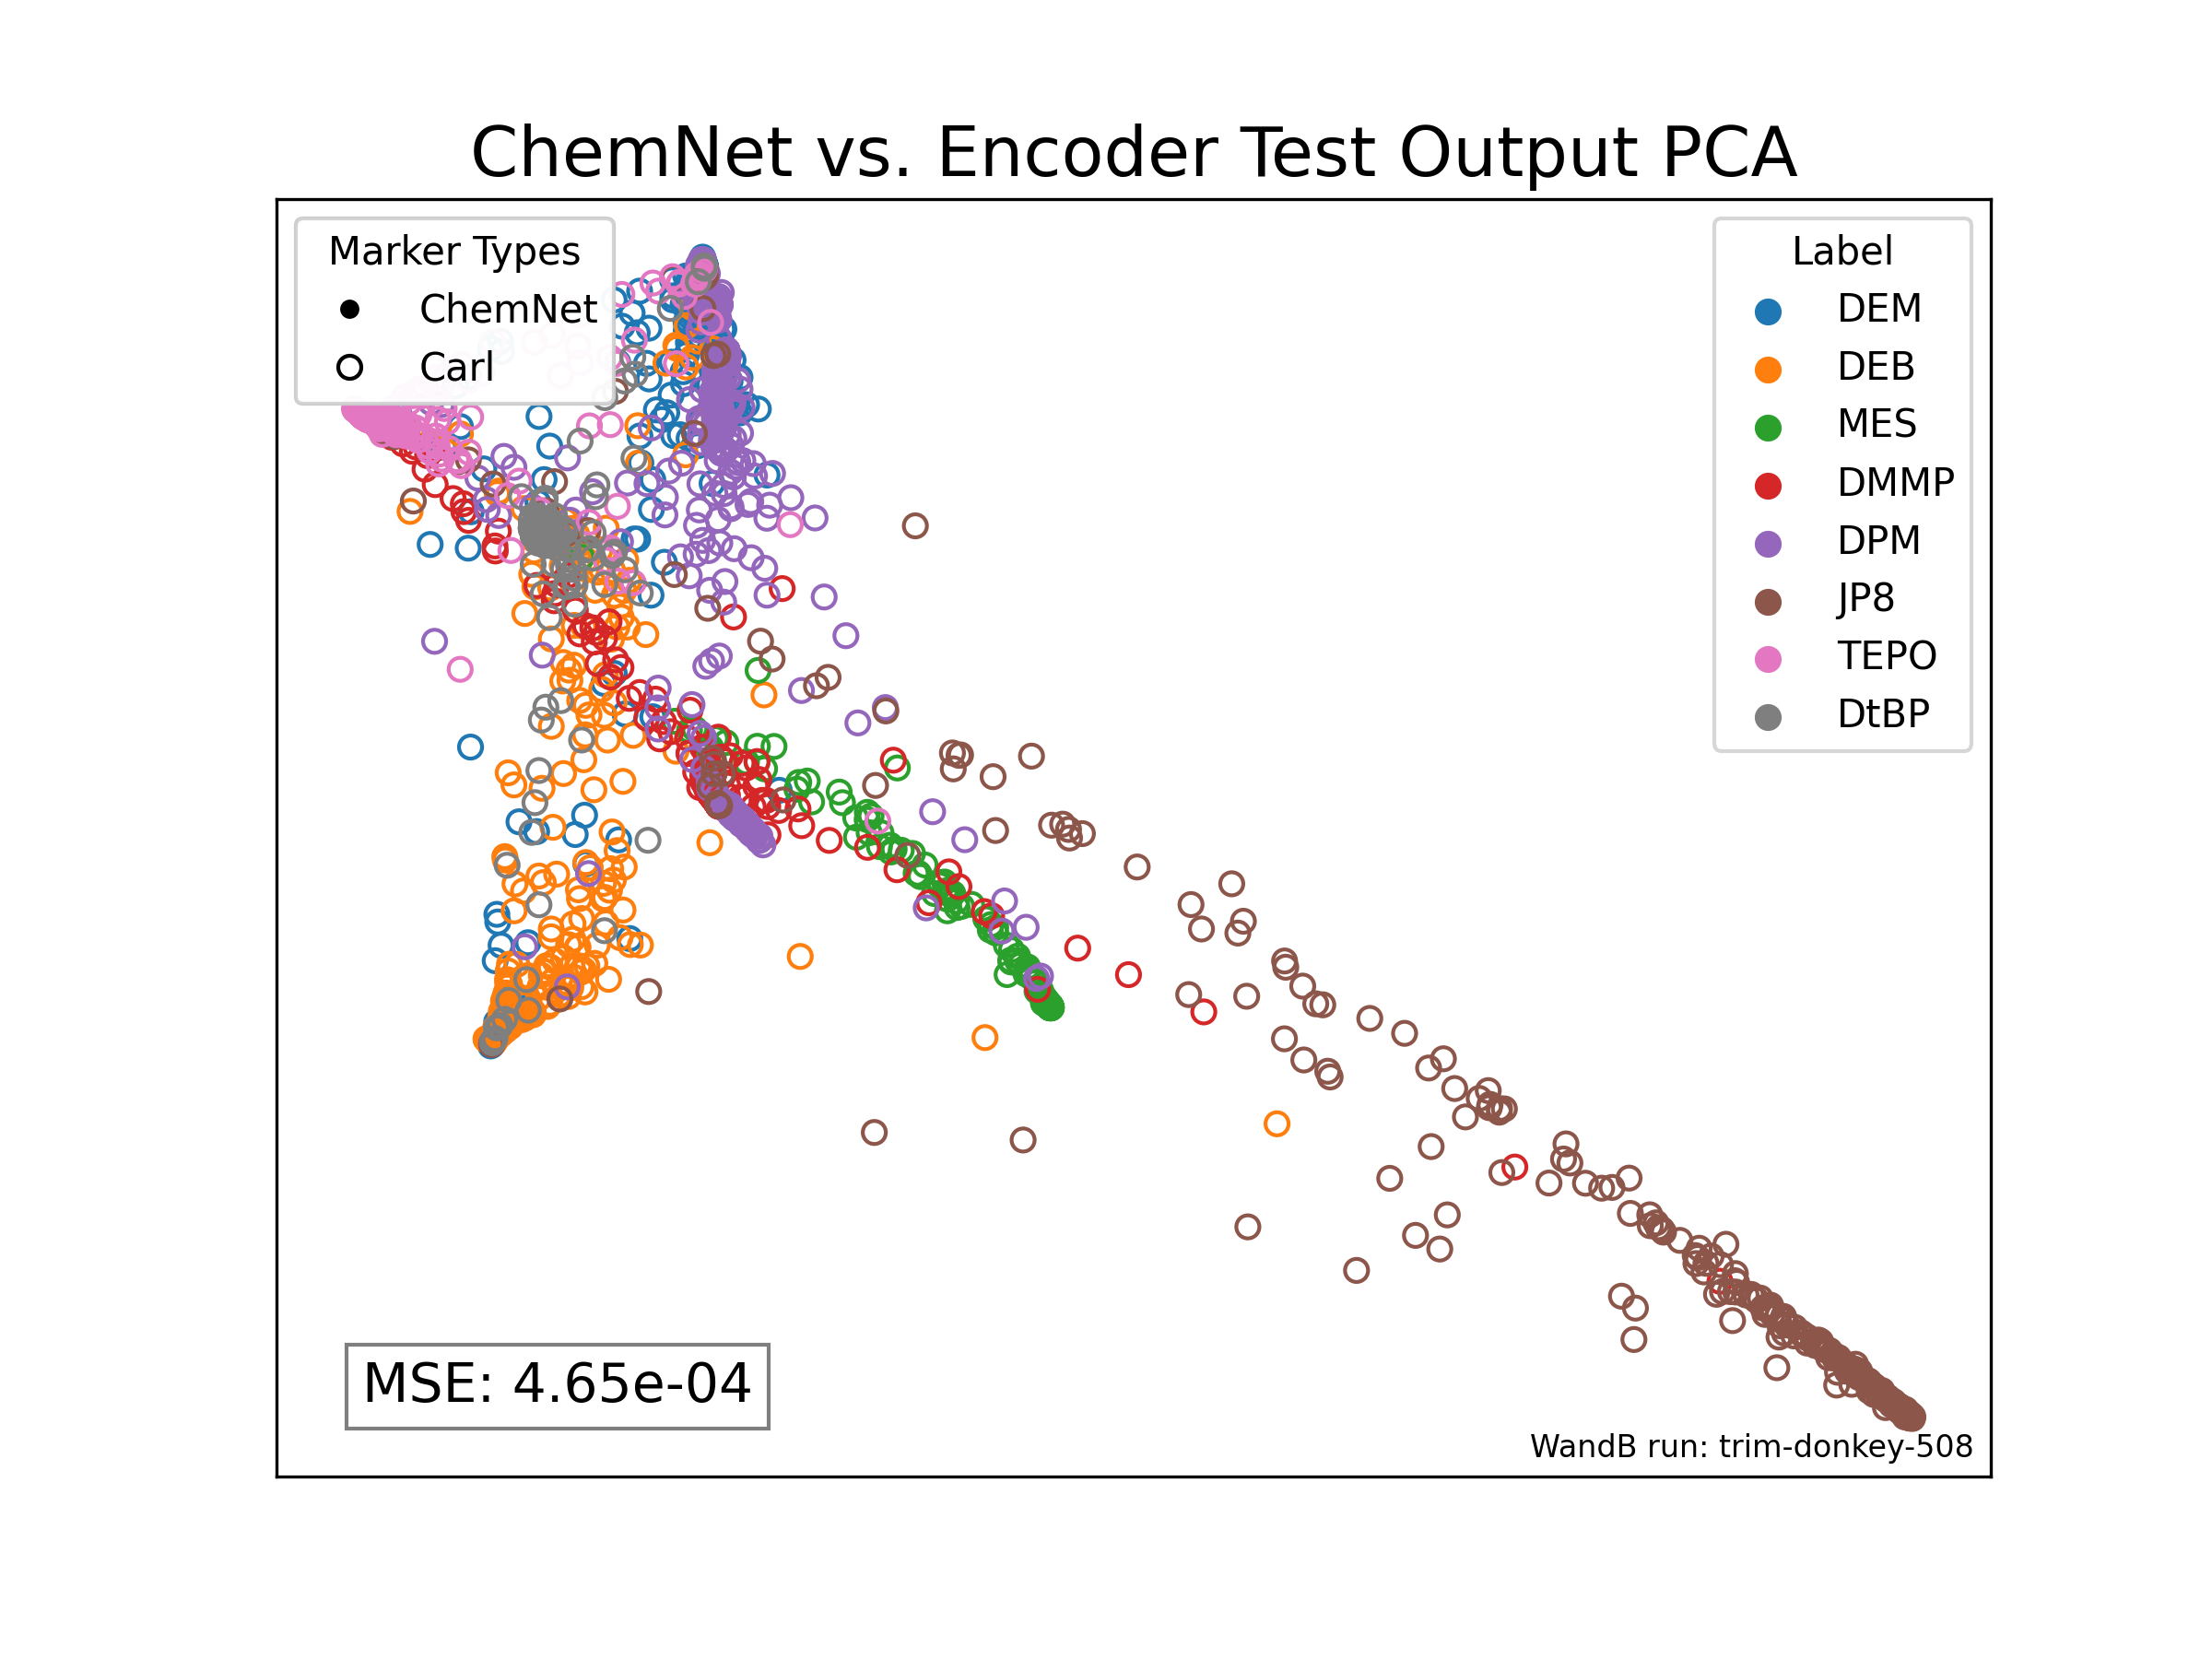 ChemNet vs. Encoder Test Output PCA
Marker Types
ChemNet
Carl
Label
DEM
DEB
MES
DMMP
DPM
JP8
TEPO
DtBP
MSE: 4.65e-04
WandB run: trim-donkey-508